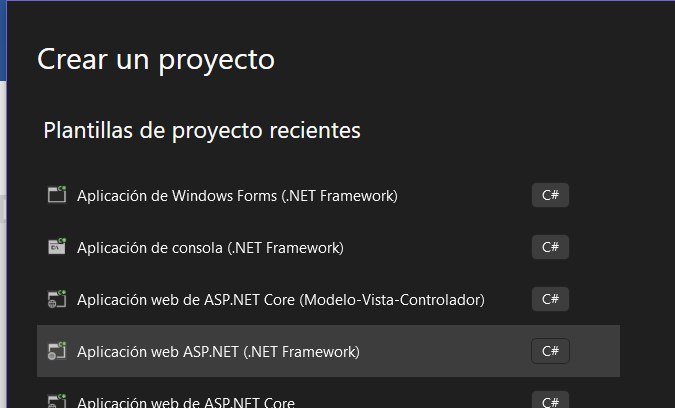 Crear un proyecto
Plantillas de proyecto recientes
Aplicación de Windows Forms (.NET Framework) C#
Aplicación de consola (.NET Framework) C#
Aplicación web de ASP.NET Core (Modelo-Vista-Controlador) C#
Aplicación web ASP.NET (.NET Framework) C#
Aplicación web de ASP.NET Core C#